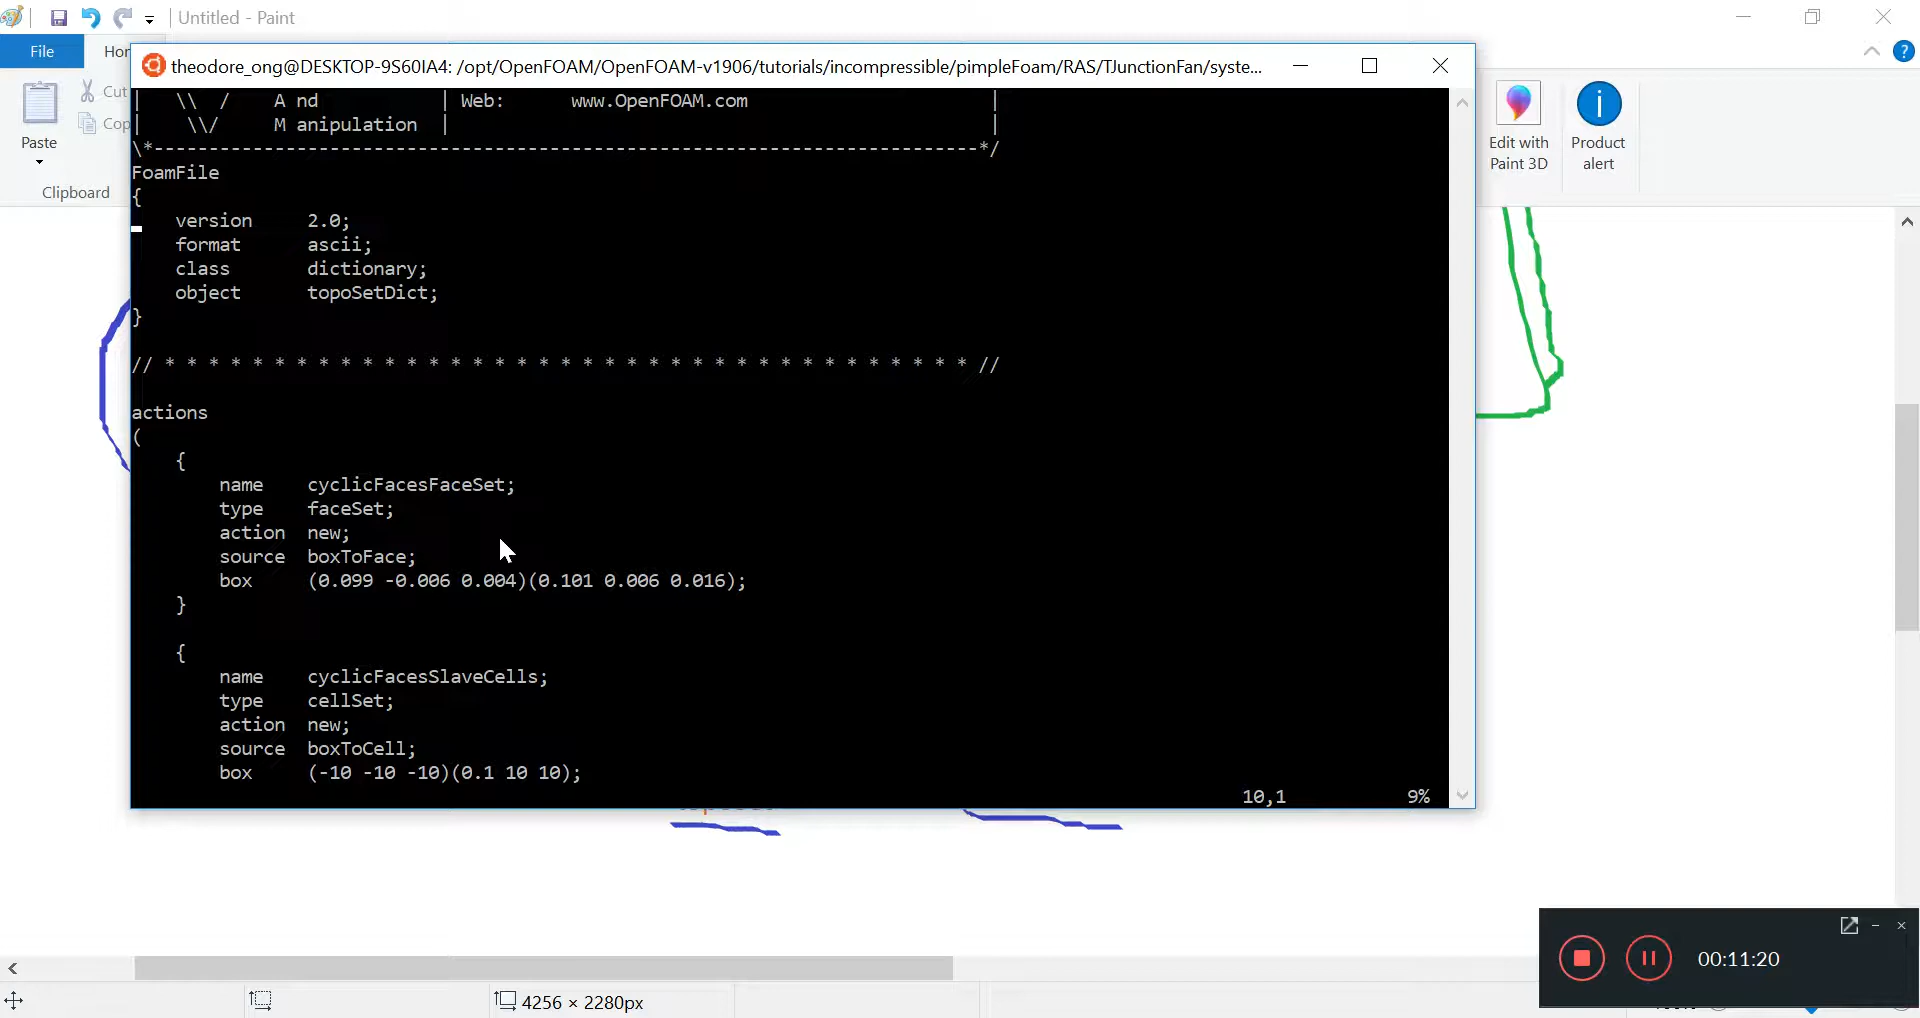 Untitled - Paint
File
Hor
theodore_ong@DESKTOP-9S60IA4: /opt/OpenFOAM/OpenFOAM-v1906/tutorials/incompressible/pimpleFoam/RAS/TJunctionFan/syste...
Paste
Cut
Cop
Clipboard
Edit with
Paint 3D
Product
alert
| \\ / A nd | Web: www.OpenFOAM.com |
| \\/ M anipulation | |
\*---------------------------------------------------------------------------*/
FoamFile
{
version 2.0;
format ascii;
class dictionary;
object topoSetDict;
}
// * * * * * * * * * * * * * * * * * * * * * * * * * * * * * * * * * * * * * //
actions
(
{
name cyclicFacesFaceSet;
type faceSet;
action new;
source boxToFace;
box (0.099 -0.006 0.004)(0.101 0.006 0.016);
}
{
name cyclicFacesSlaveCells;
type cellSet;
action new;
source boxToCell;
box (-10 -10 -10)(0.1 10 10);
10,1 9%
00:11:20
4256 × 2280px